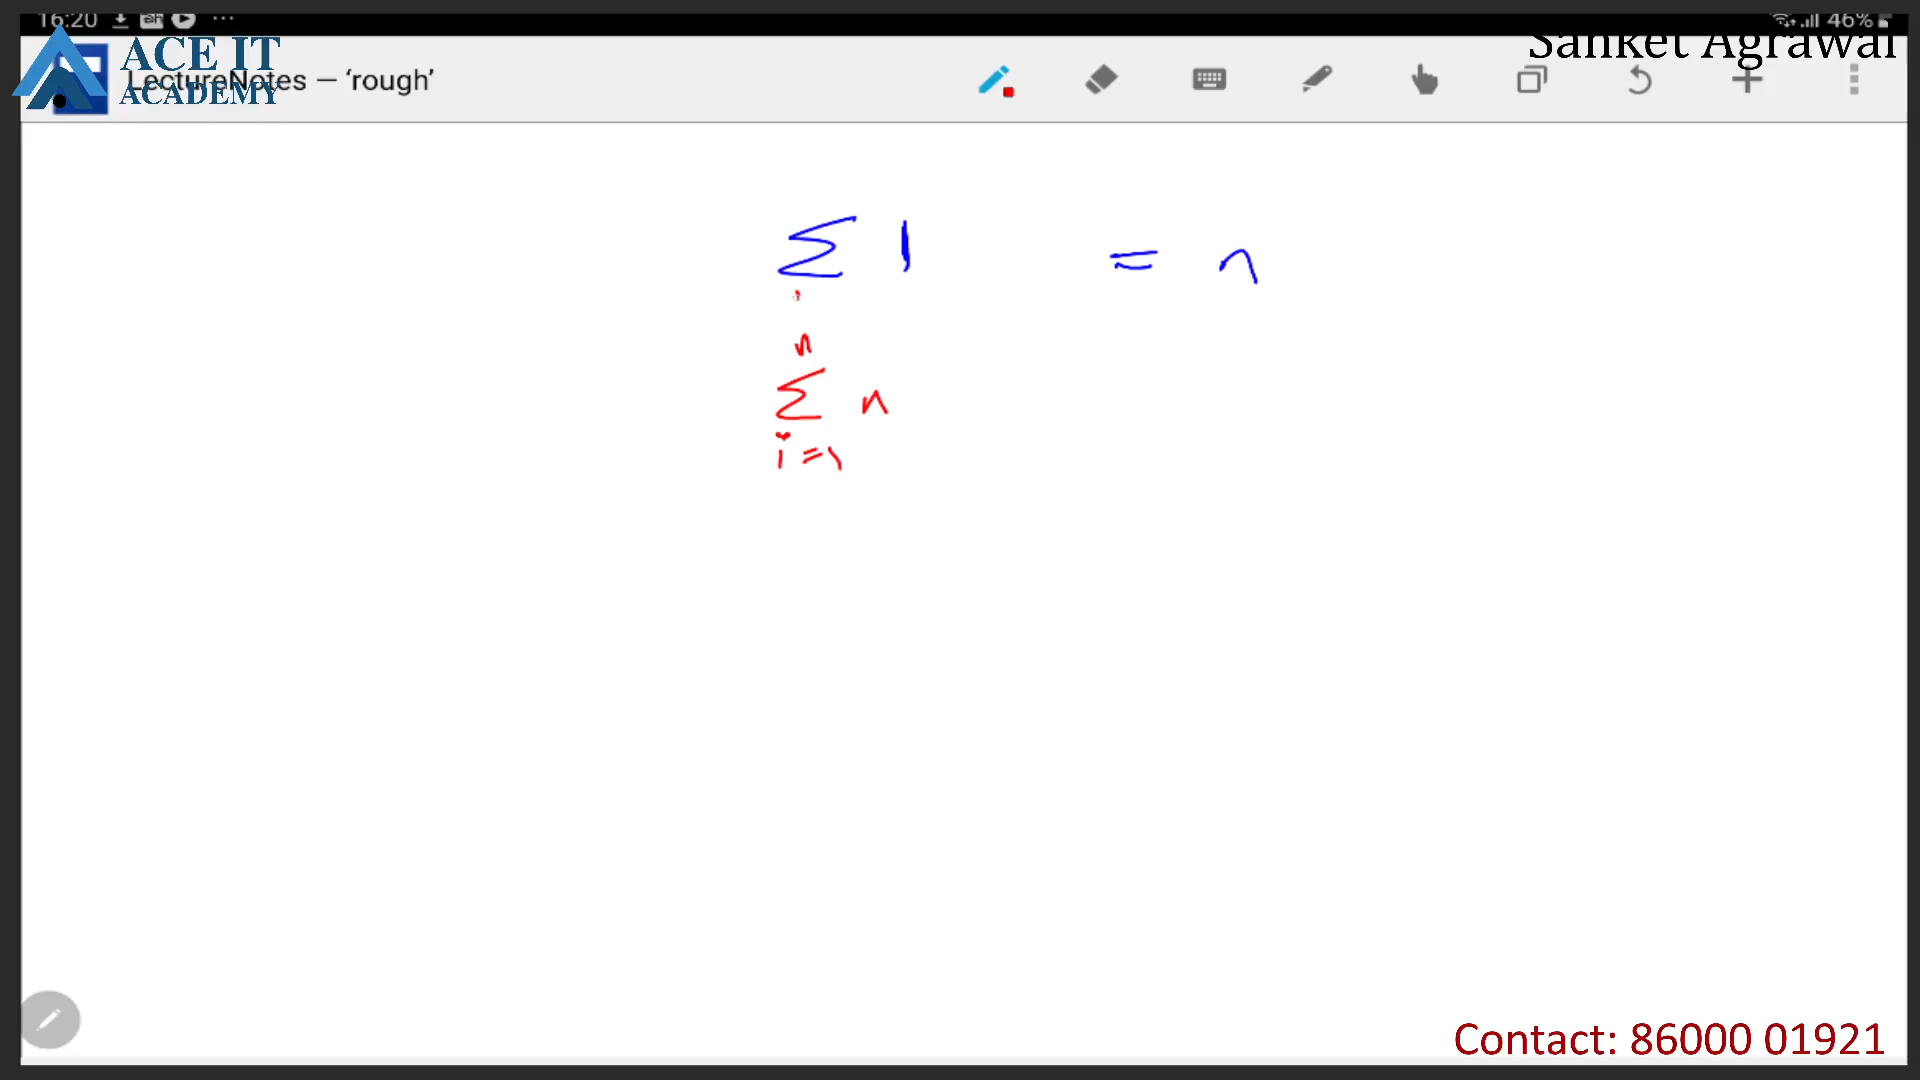 16:20 ... 46%
Sanket Agrawal
ACE IT
ACADEMY
LectureNotes — ‘rough’
∑ 1 = n
n
∑ n
i=1
Contact: 86000 01921